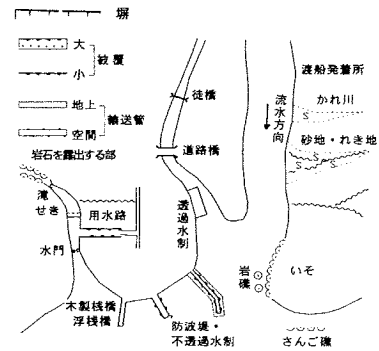 塀
大
小
被覆
地上
空間
輸送管
岩石を露出する部
滝
せき
用水路
水門
木製桟橋
浮桟橋
徒橋
道路橋
透過水制
防波堤・
不透過水制
流水方向
渡船発着所
かれ川
砂地・れき地
S
S
S
岩礁
いそ
さんご礁